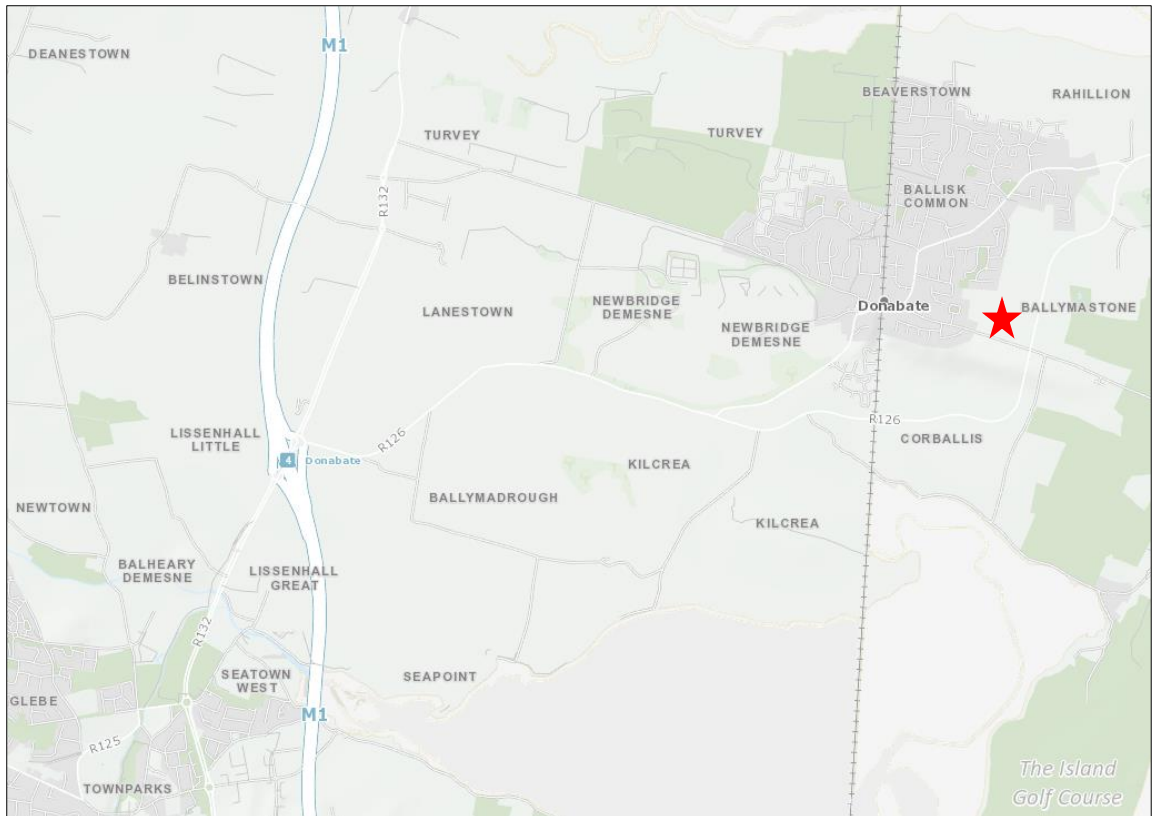 M1
DEANESTOWN
BEAVERSTOWN
RAHILLION
TURVEY
TURVEY
R132
BALLISK
COMMON
BELINSTOWN
LANESTOWN
NEWBRIDGE
DEMESNE
NEWBRIDGE
DEMESNE
Donabate
BALLYMASTONE
LISSENHALL
LITTLE
4 Donabate
R126
R126
CORBALLIS
KILCREA
BALLYMADROUGH
NEWTOWN
KILCREA
BALHEARY
DEMESNE
LISSENHALL
GREAT
R132
SEATOWN
WEST
SEAPOINT
GLEBE
M1
R125
TOWNPARKS
The Island
Golf Course